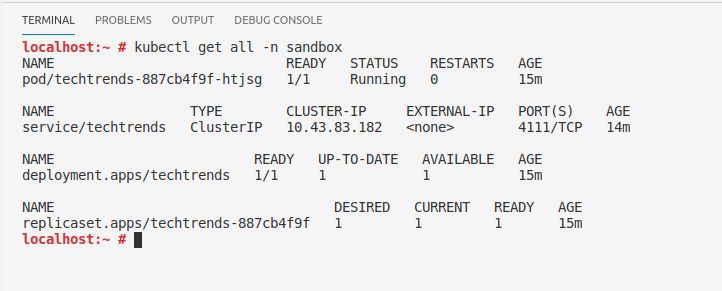 TERMINAL PROBLEMS OUTPUT DEBUG CONSOLE
localhost:~ # kubectl get all -n sandbox
NAME READY STATUS RESTARTS AGE
pod/techtrends-887cb4f9f-htjsg 1/1 Running 0 15m
NAME TYPE CLUSTER-IP EXTERNAL-IP PORT(S) AGE
service/techtrends ClusterIP 10.43.83.182 <none> 4111/TCP 14m
NAME READY UP-TO-DATE AVAILABLE AGE
deployment.apps/techtrends 1/1 1 1 15m
NAME DESIRED CURRENT READY AGE
replicaset.apps/techtrends-887cb4f9f 1 1 1 15m
localhost:~ #